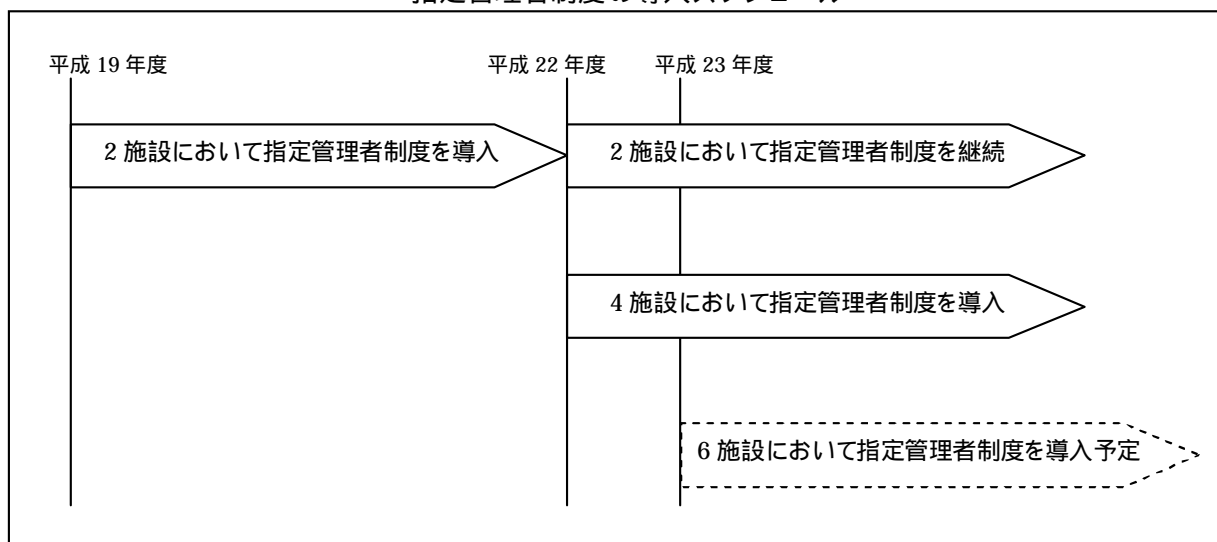 平成 19 年度 平成 22 年度 平成 23 年度
2 施設において指定管理者制度を導入 2 施設において指定管理者制度を継続
4 施設において指定管理者制度を導入
6 施設において指定管理者制度を導入予定